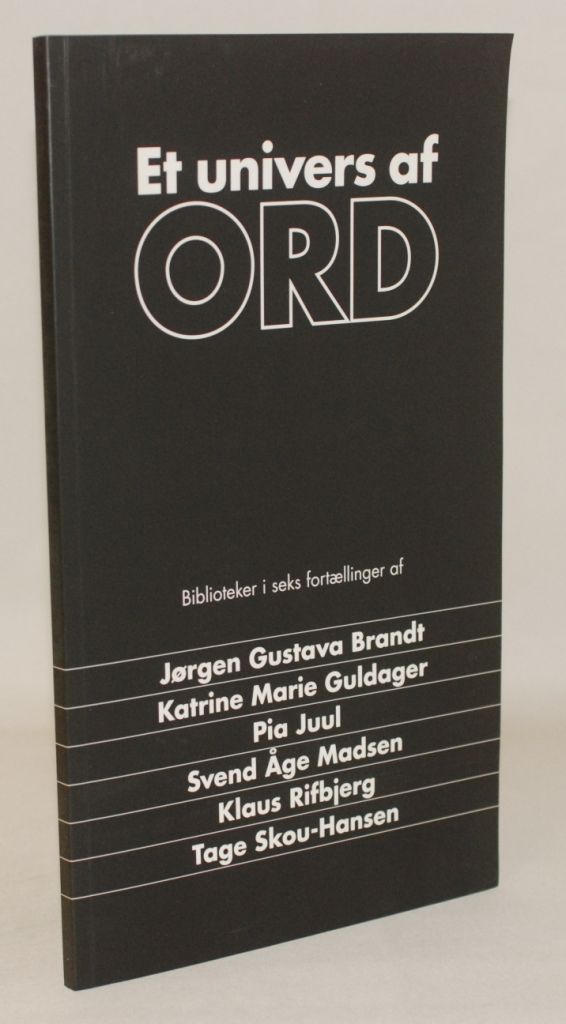 Et univers af
ORD
Biblioteker i seks fortællinger af
Jørgen Gustava Brandt
Katrine Marie Guldager
Pia Juul
Svend Åge Madsen
Klaus Rifbjerg
Tage Skou-Hansen